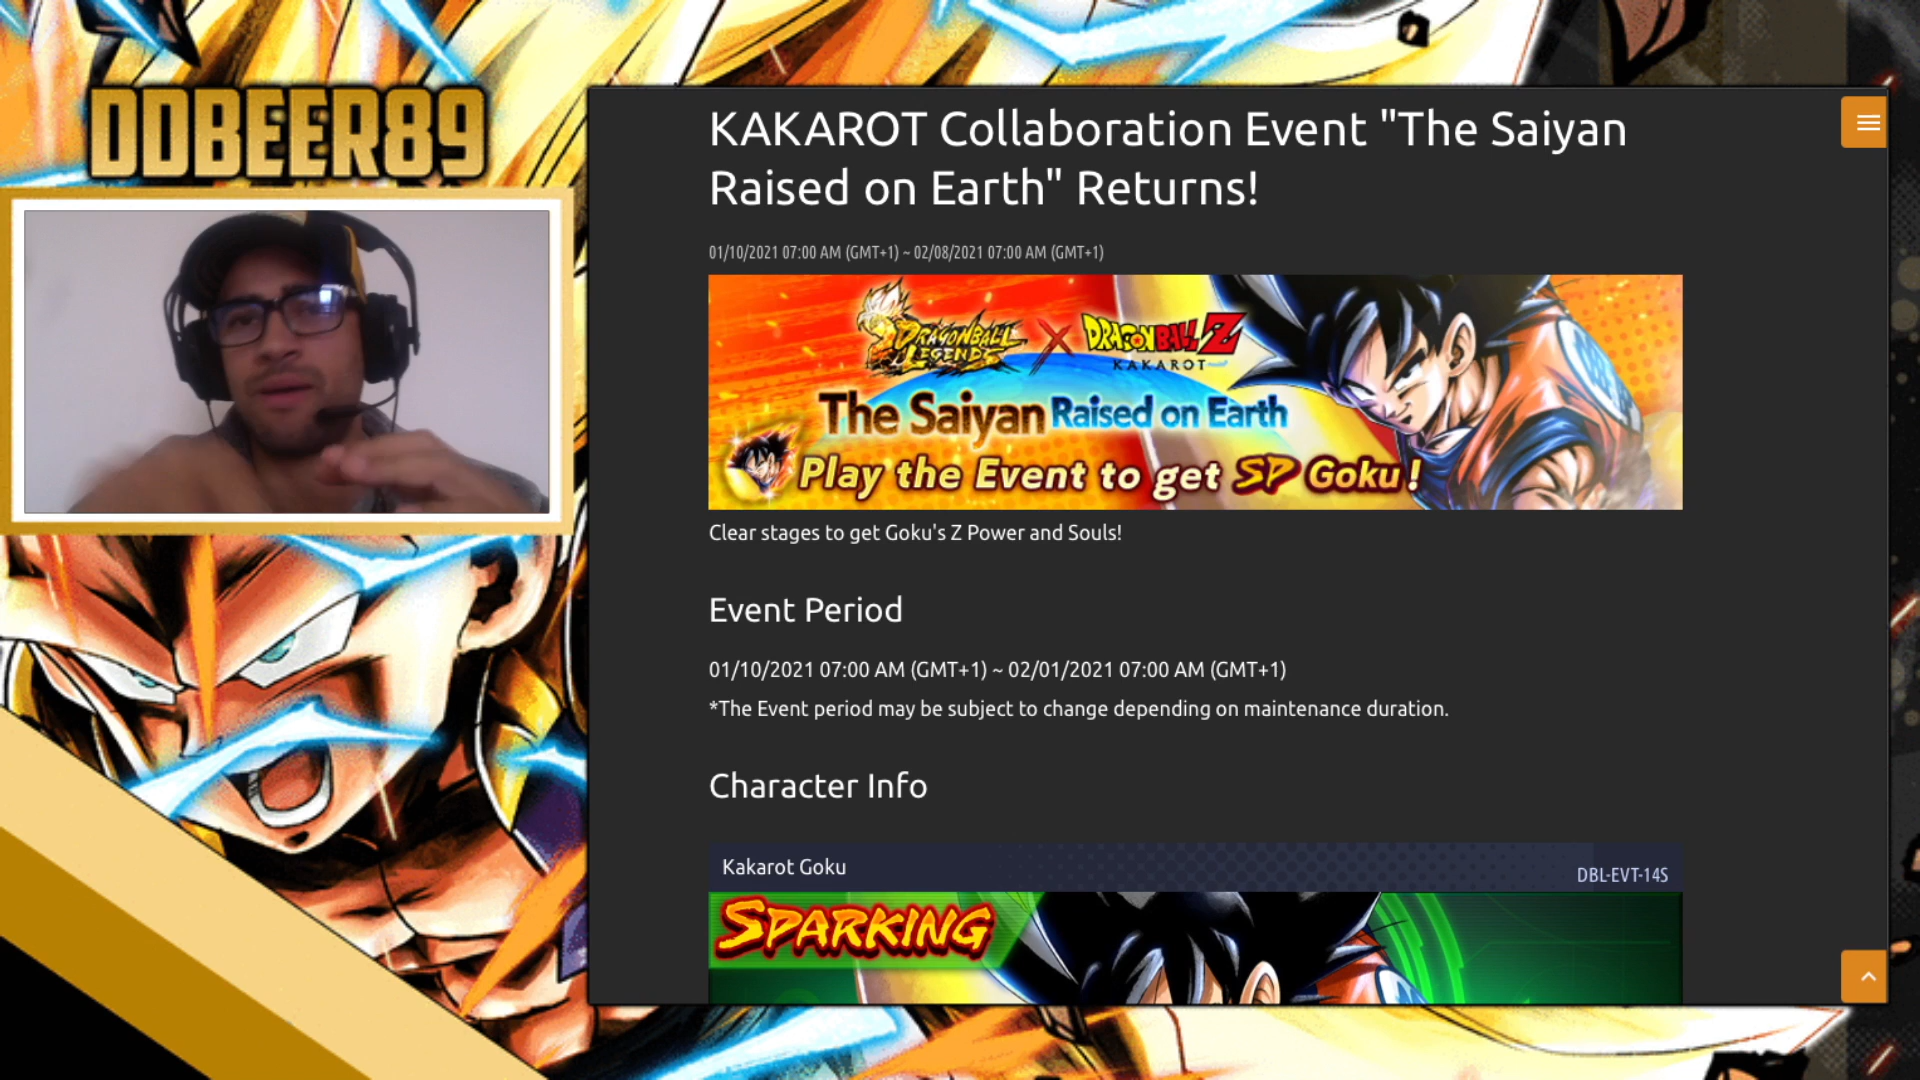 DDBEER89
KAKAROT Collaboration Event "The Saiyan
Raised on Earth" Returns!
01/10/2021 07:00 AM (GMT+1) ~ 02/08/2021 07:00 AM (GMT+1)
DRAGONBALL LEGENDS X DRAGONBALL Z KAKAROT
The Saiyan Raised on Earth
Play the Event to get SP Goku!
Clear stages to get Goku's Z Power and Souls!
Event Period
01/10/2021 07:00 AM (GMT+1) ~ 02/01/2021 07:00 AM (GMT+1)
*The Event period may be subject to change depending on maintenance duration.
Character Info
Kakarot Goku
DBL-EVT-14S
SPARKING